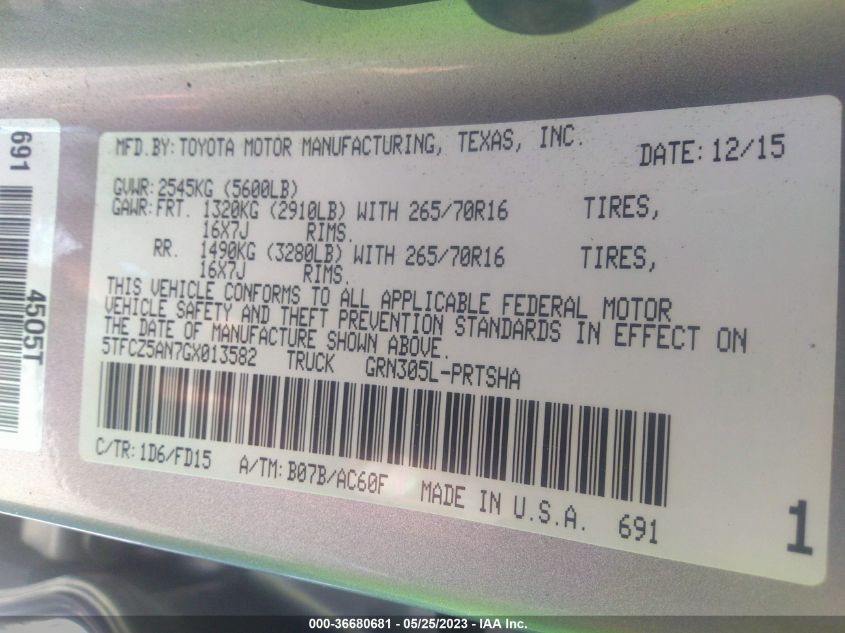 MFD.BY:TOYOTA MOTOR MANUFACTURING, TEXAS, INC.
DATE:12/15
GVWR:2545KG (5600LB)
GAWR:FRT. 1320KG (2910LB) WITH 265/70R16 TIRES,
16X7J RIMS.
RR. 1490KG (3280LB) WITH 265/70R16 TIRES,
16X7J RIMS.
THIS VEHICLE CONFORMS TO ALL APPLICABLE FEDERAL MOTOR
VEHICLE SAFETY AND THEFT PREVENTION STANDARDS IN EFFECT ON
THE DATE OF MANUFACTURE SHOWN ABOVE.
5TFCZ5AN7GX013582 TRUCK GRN305L-PRTSHA
C/TR:1D6/FD15 A/TM:B07B/AC60F MADE IN U.S.A. 691
1
691
4505T
000-36680681 - 05/25/2023 - IAA Inc.